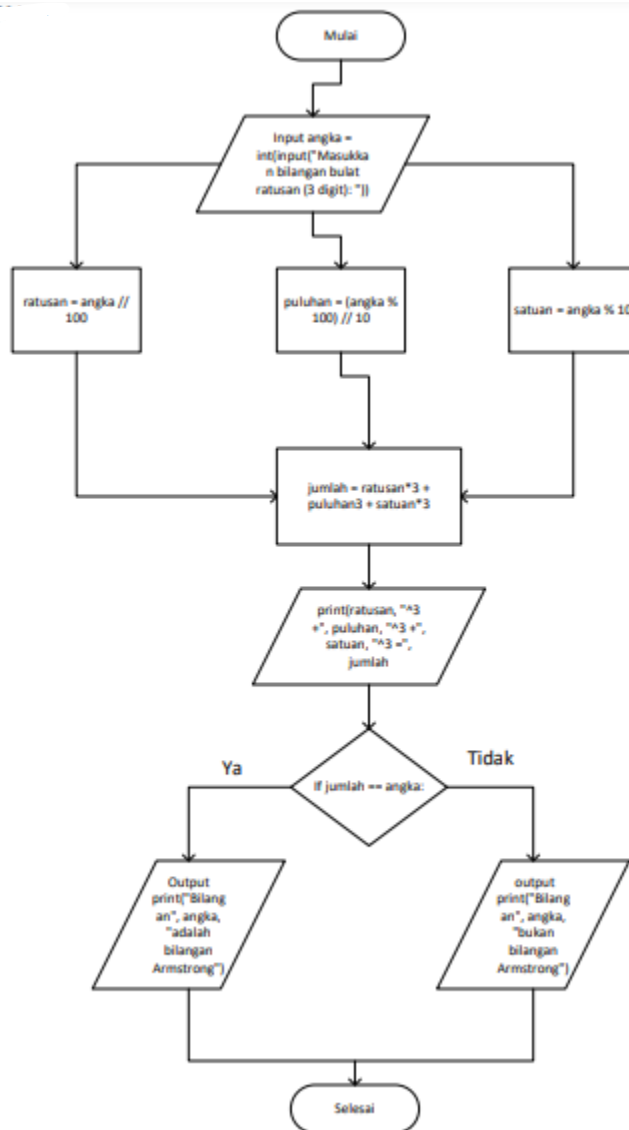 Mulai
Input angka =
int(input("Masukka
n bilangan bulat
ratusan (3 digit): "))
ratusan = angka //
100
puluhan = (angka %
100) // 10
satuan = angka % 10
jumlah = ratusan*3 +
puluhan3 + satuan*3
print(ratusan, "^3
+", puluhan, "^3 +",
satuan, "^3 =",
jumlah
If jumlah == angka:
Ya
Tidak
Output
print("Bilang
an", angka,
"adalah
bilangan
Armstrong")
output
print("Bilang
an", angka,
"bukan
bilangan
Armstrong")
Selesai